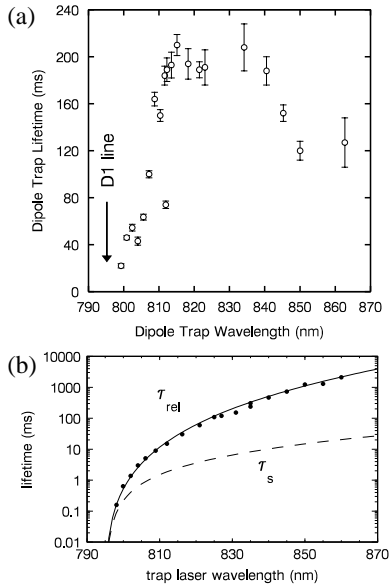 (a)
240
200
160
120
80
40
0
Dipole Trap Lifetime (ms)
D1 line
790 800 810 820 830 840 850 860 870
Dipole Trap Wavelength (nm)
(b)
10000
1000
100
10
1
0.1
0.01
lifetime (ms)
τrel
τs
790 810 830 850 870
trap laser wavelength (nm)